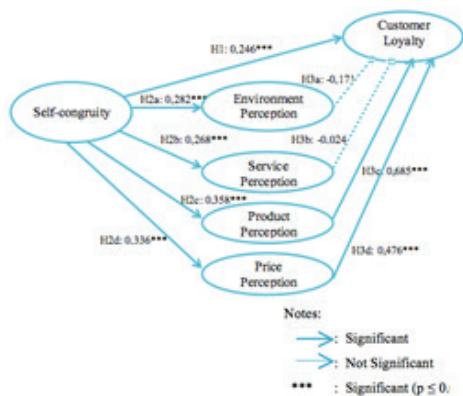 Customer
Loyalty
H1: 0,246***
H3a: -0,171
Self-congruity
H2a: 0,282***
Environment
Perception
H3b: -0,024
H2b: 0,268***
Service
Perception
H3c: 0,685***
H2c: 0,358***
Product
Perception
H2d: 0,336***
H3d: 0,476***
Price
Perception
Notes:
: Significant
: Not Significant
*** : Significant (p ≤ 0.